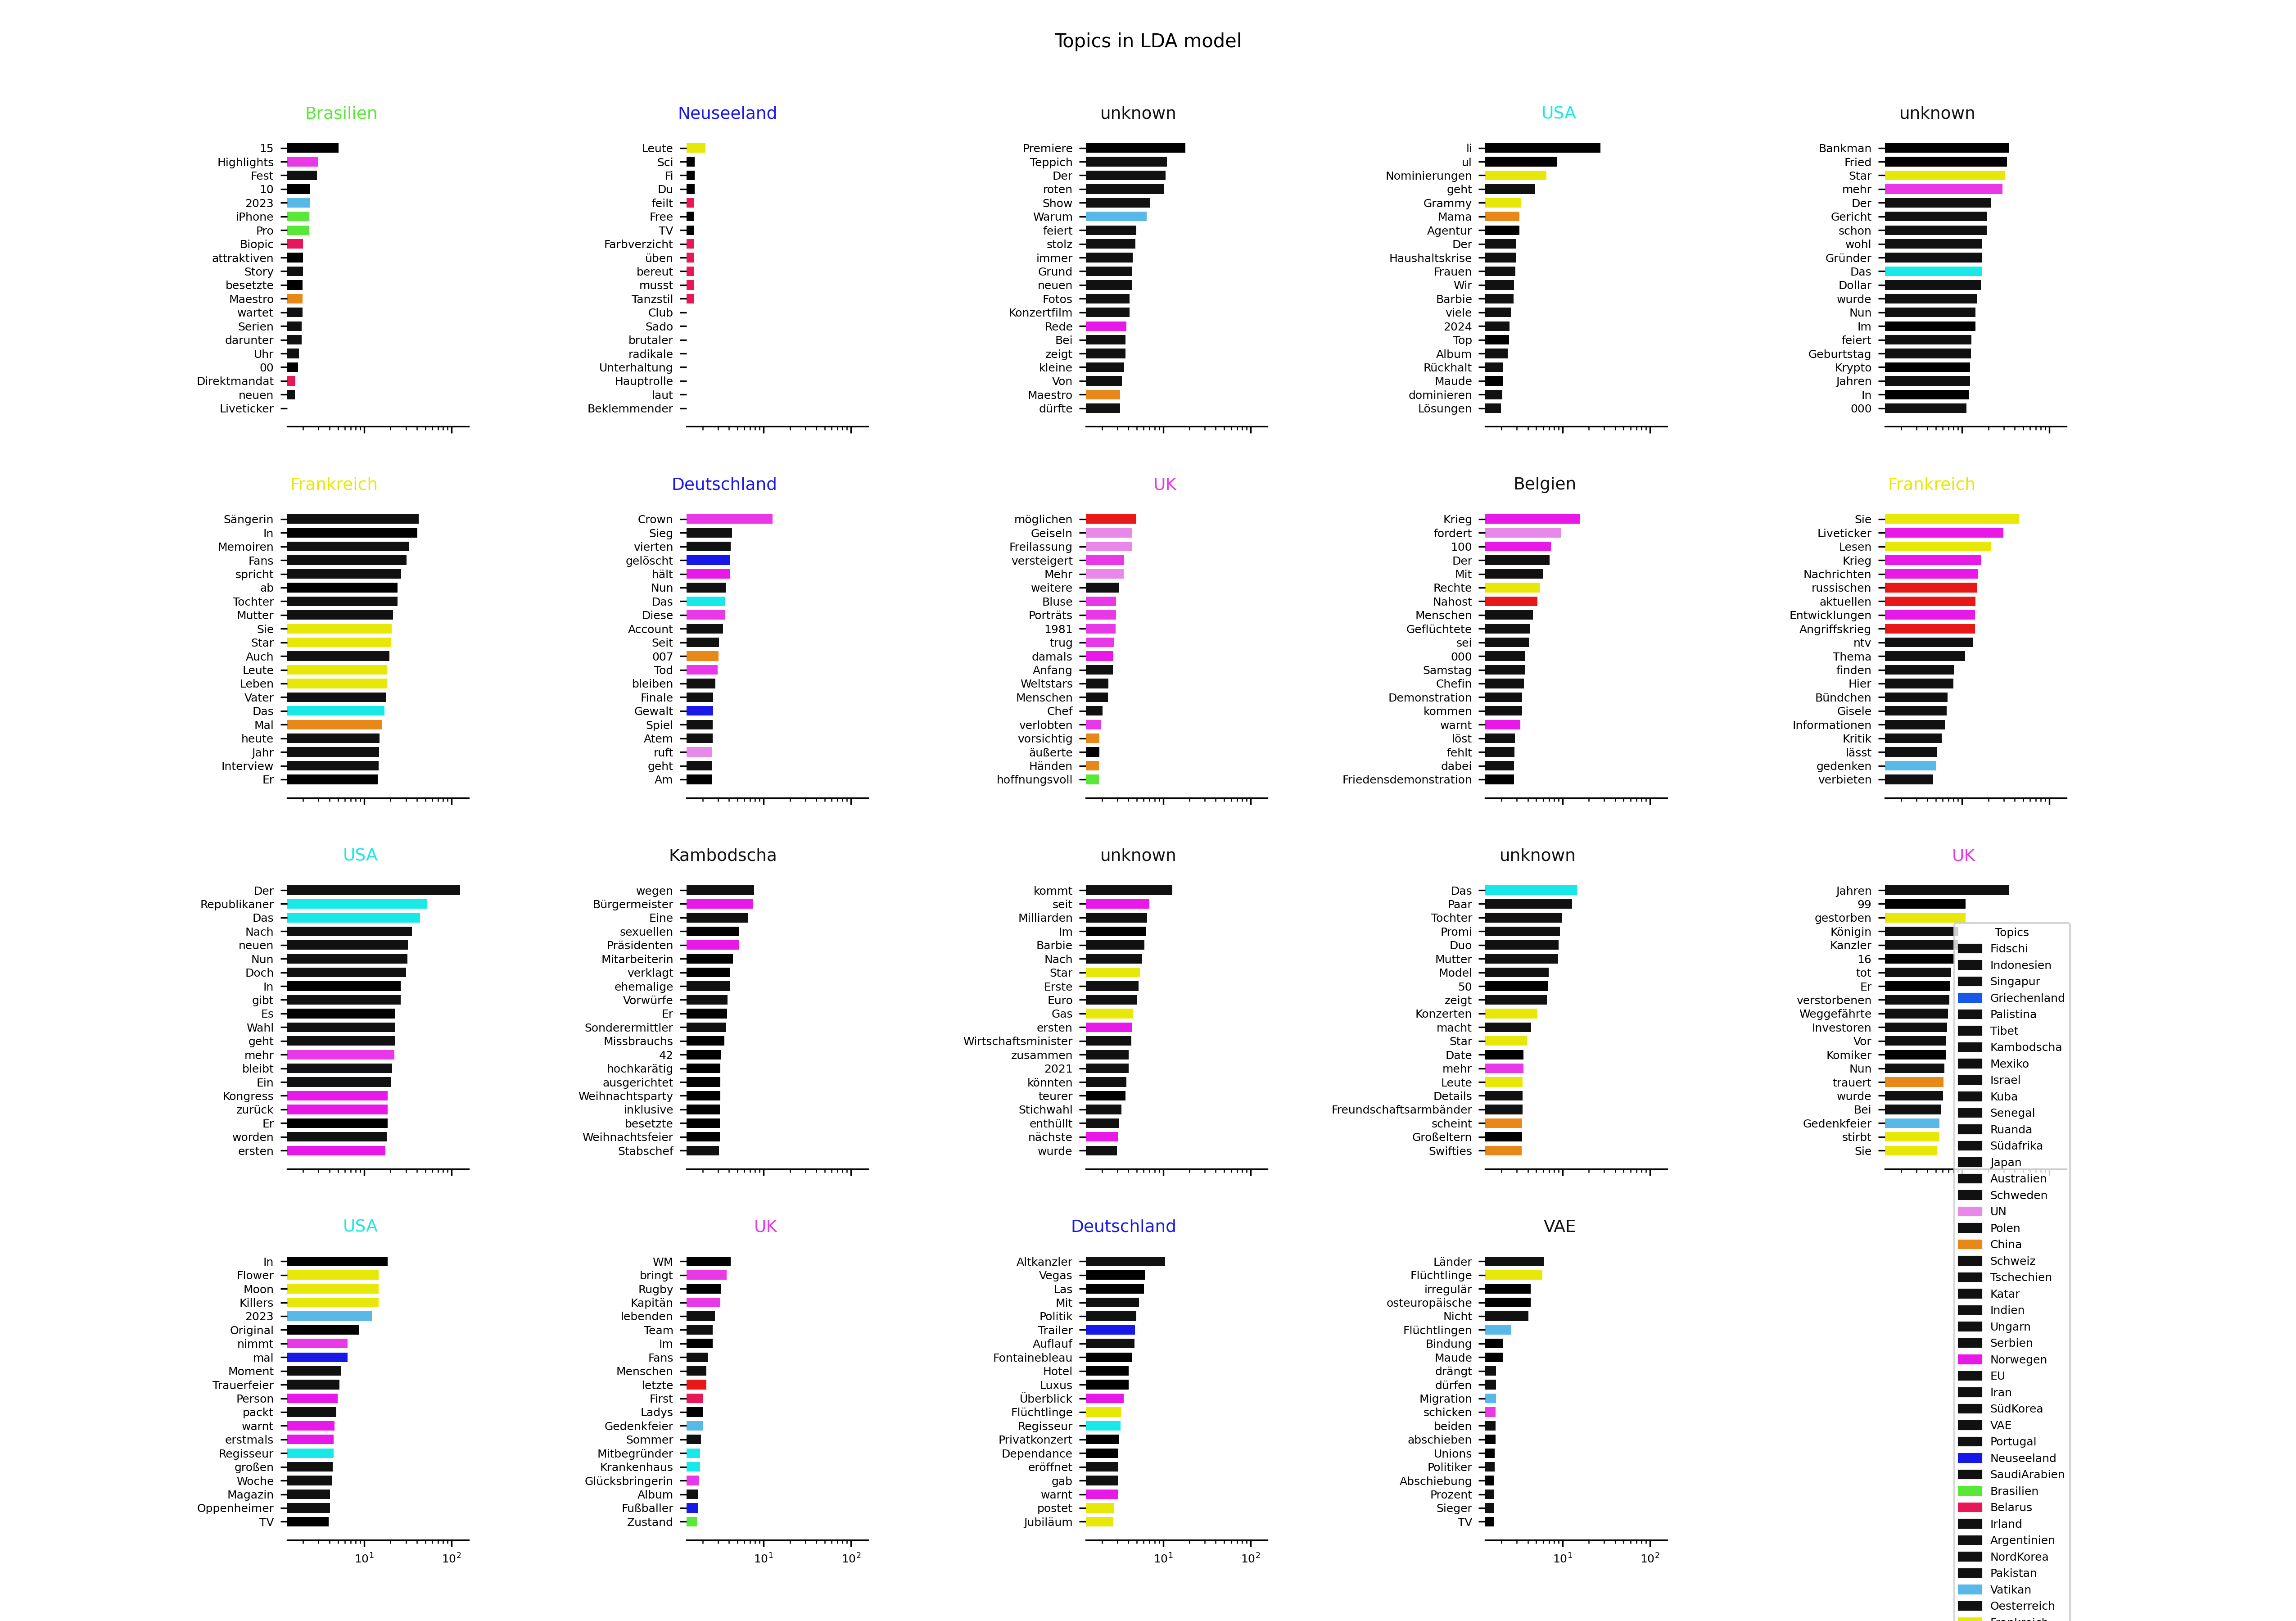 Topics in LDA model
Brasilien
15
Highlights
Fest
10
2023
iPhone
Pro
Biopic
attraktiven
Story
besetzte
Maestro
wartet
Serien
darunter
Uhr
00
Direktmandat
neuen
Liveticker
Neuseeland
Leute
Sci
Fi
Du
feilt
Free
TV
Farbverzicht
üben
bereut
musst
Tanzstil
Club
Sado
brutaler
radikale
Unterhaltung
Hauptrolle
laut
Beklemmender
unknown
Premiere
Teppich
Der
roten
Show
Warum
feiert
stolz
immer
Grund
neuen
Fotos
Konzertfilm
Rede
Bei
zeigt
kleine
Von
Maestro
dürfte
USA
li
ul
Nominierungen
geht
Grammy
Mama
Agentur
Der
Haushaltskrise
Frauen
Wir
Barbie
viele
2024
Top
Album
Rückhalt
Maude
dominieren
Lösungen
unknown
Bankman
Fried
Star
mehr
Der
Gericht
schon
wohl
Gründer
Das
Dollar
wurde
Nun
Im
feiert
Geburtstag
Krypto
Jahren
In
000
Frankreich
Sängerin
In
Memoiren
Fans
spricht
ab
Tochter
Mutter
Sie
Star
Auch
Leute
Leben
Vater
Das
Mal
heute
Jahr
Interview
Er
Deutschland
Crown
Sieg
vierten
gelöscht
hält
Nun
Das
Diese
Account
Seit
007
Tod
bleiben
Finale
Gewalt
Spiel
Atem
ruft
geht
Am
UK
möglichen
Geiseln
Freilassung
versteigert
Mehr
weitere
Bluse
Porträts
1981
trug
damals
Anfang
Weltstars
Menschen
Chef
verlobten
vorsichtig
äußerte
Händen
hoffnungsvoll
Belgien
Krieg
fordert
100
Der
Mit
Rechte
Nahost
Menschen
Geflüchtete
sei
000
Samstag
Chefin
Demonstration
kommen
warnt
löst
fehlt
dabei
Friedensdemonstration
Frankreich
Sie
Liveticker
Lesen
Krieg
Nachrichten
russischen
aktuellen
Entwicklungen
Angriffskrieg
ntv
Thema
finden
Hier
Bündchen
Gisele
Informationen
Kritik
lässt
gedenken
verbieten
USA
Der
Republikaner
Das
Nach
neuen
Nun
Doch
In
gibt
Es
Wahl
geht
mehr
bleibt
Ein
Kongress
zurück
Er
worden
ersten
Kambodscha
wegen
Bürgermeister
Eine
sexuellen
Präsidenten
Mitarbeiterin
verklagt
ehemalige
Vorwürfe
Er
Sonderermittler
Missbrauchs
42
hochkarätig
ausgerichtet
Weihnachtsparty
inklusive
besetzte
Weihnachtsfeier
Stabschef
unknown
kommt
seit
Milliarden
Im
Barbie
Nach
Star
Erste
Euro
Gas
ersten
Wirtschaftsminister
zusammen
2021
könnten
teurer
Stichwahl
enthüllt
nächste
wurde
unknown
Das
Paar
Tochter
Promi
Duo
Mutter
Model
50
zeigt
Konzerten
macht
Star
Date
mehr
Leute
Details
Freundschaftsarmbänder
scheint
Großeltern
Swifties
UK
Jahren
99
gestorben
Königin
Kanzler
16
tot
Er
verstorbenen
Weggefährte
Investoren
Vor
Komiker
Nun
trauert
wurde
Bei
Gedenkfeier
stirbt
Sie
USA
In
Flower
Moon
Killers
2023
Original
nimmt
mal
Moment
Trauerfeier
Person
packt
warnt
erstmals
Regisseur
großen
Woche
Magazin
Oppenheimer
TV
10¹ 10²
UK
WM
bringt
Rugby
Kapitän
lebenden
Team
Im
Fans
Menschen
letzte
First
Ladys
Gedenkfeier
Sommer
Mitbegründer
Krankenhaus
Glücksbringerin
Album
Fußballer
Zustand
10¹ 10²
Deutschland
Altkanzler
Vegas
Las
Mit
Politik
Trailer
Auflauf
Fontainebleau
Hotel
Luxus
Überblick
Flüchtlinge
Regisseur
Privatkonzert
Dependance
eröffnet
gab
warnt
postet
Jubiläum
10¹ 10²
VAE
Länder
Flüchtlinge
irregulär
osteuropäische
Nicht
Flüchtlingen
Bindung
Maude
drängt
dürfen
Migration
schicken
beiden
abschieben
Unions
Politiker
Abschiebung
Prozent
Sieger
TV
10¹ 10²
Topics
Fidschi
Indonesien
Singapur
Griechenland
Palistina
Tibet
Kambodscha
Mexiko
Israel
Kuba
Senegal
Ruanda
Südafrika
Japan
Australien
Schweden
UN
Polen
China
Schweiz
Tschechien
Katar
Indien
Ungarn
Serbien
Norwegen
EU
Iran
SüdKorea
VAE
Portugal
Neuseeland
SaudiArabien
Brasilien
Belarus
Irland
Argentinien
NordKorea
Pakistan
Vatikan
Oesterreich